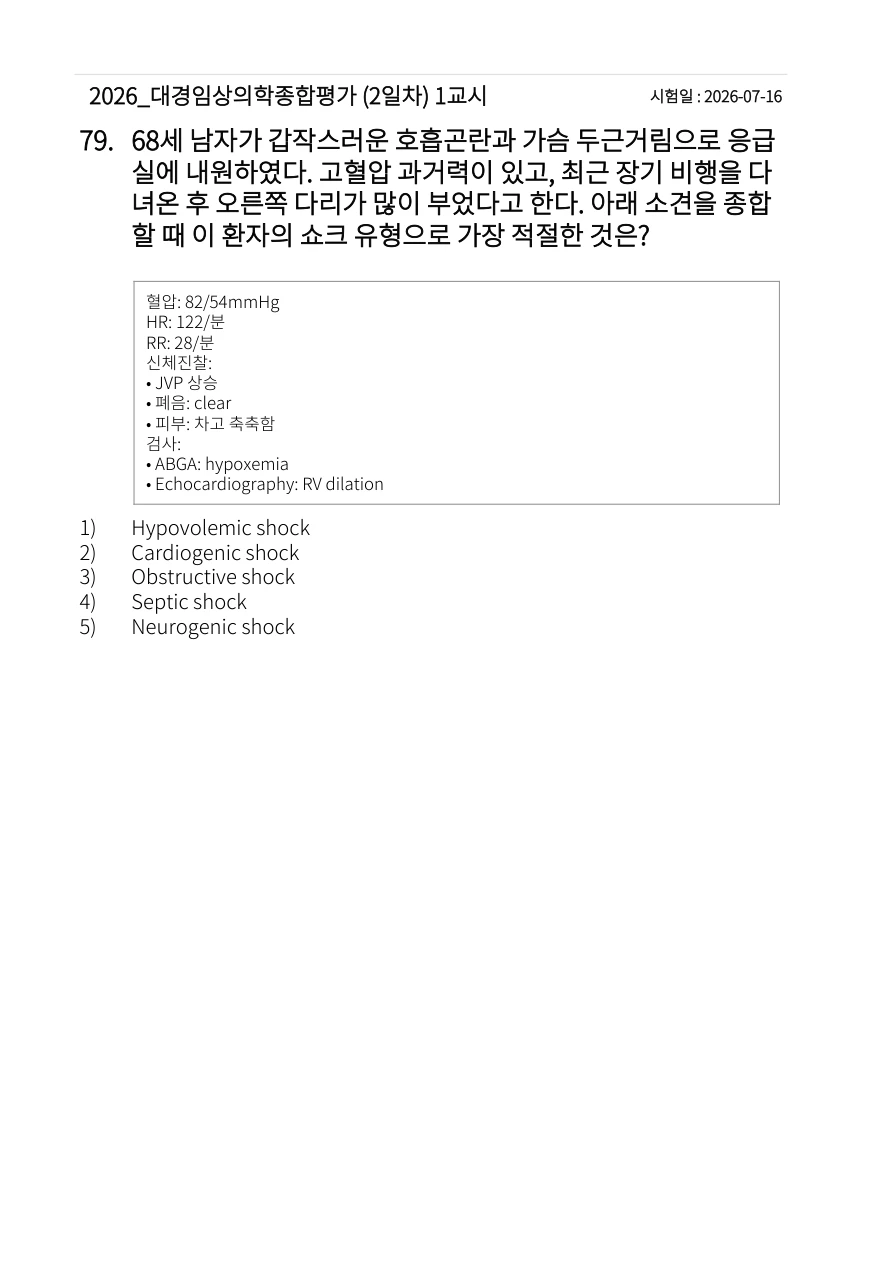 2026_대경임상의학종합평가 (2일차) 1교시 시험일 : 2026-07-16
79. 68세 남자가 갑작스러운 호흡곤란과 가슴 두근거림으로 응급
실에 내원하였다. 고혈압 과거력이 있고, 최근 장기 비행을 다
녀온 후 오른쪽 다리가 많이 부었다고 한다. 아래 소견을 종합
할 때 이 환자의 쇼크 유형으로 가장 적절한 것은?
혈압: 82/54mmHg
HR: 122/분
RR: 28/분
신체진찰:
• JVP 상승
• 폐음: clear
• 피부: 차고 축축함
검사:
• ABGA: hypoxemia
• Echocardiography: RV dilation
1) Hypovolemic shock
2) Cardiogenic shock
3) Obstructive shock
4) Septic shock
5) Neurogenic shock